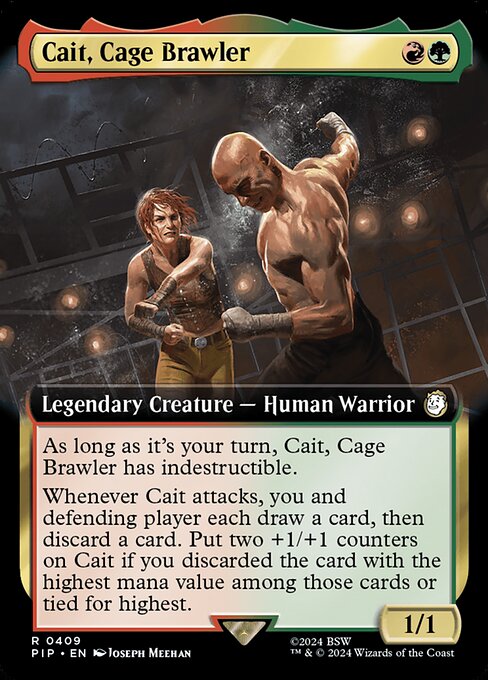 Cait, Cage Brawler
Legendary Creature — Human Warrior
As long as it's your turn, Cait, Cage
Brawler has indestructible.
Whenever Cait attacks, you and
defending player each draw a card, then
discard a card. Put two +1/+1 counters
on Cait if you discarded the card with the
highest mana value among those cards or
tied for highest.
1/1
R 0409
PIP • EN Joseph Meehan
©2024 BSW
™ & © 2024 Wizards of the Coast